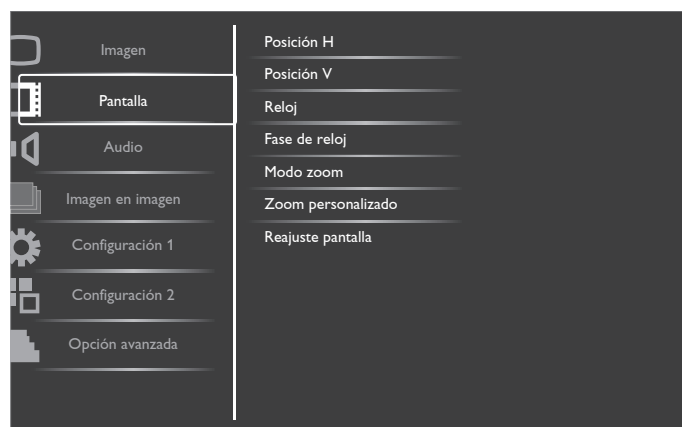 Imagen
Pantalla
Audio
Imagen en imagen
Configuración 1
Configuración 2
Opción avanzada
Posición H
Posición V
Reloj
Fase de reloj
Modo zoom
Zoom personalizado
Reajuste pantalla